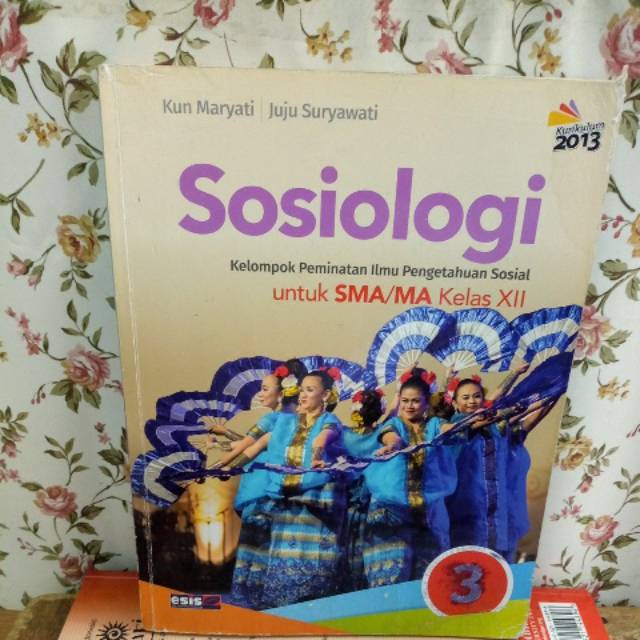 Kun Maryati | Juju Suryawati
Kurikulum
2013
Sosiologi
Kelompok Peminatan Ilmu Pengetahuan Sosial
untuk SMA/MA Kelas XII
3
esis